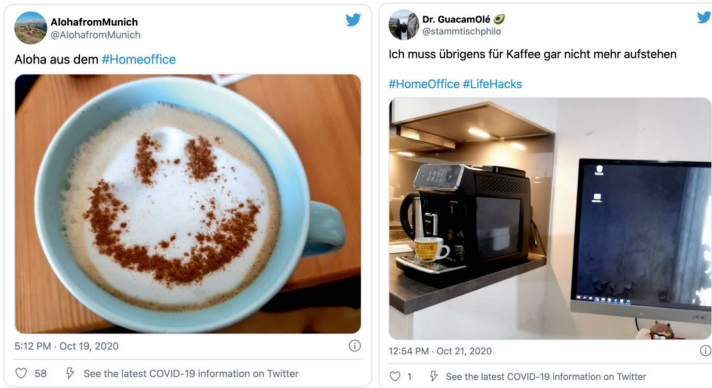 AlohafromMunich
@AlohafromMunich
Aloha aus dem #Homeoffice
5:12 PM · Oct 19, 2020
58
See the latest COVID-19 information on Twitter
Dr. GuacamOlé 🥑
@stammtischphilo
Ich muss übrigens für Kaffee gar nicht mehr aufstehen
#HomeOffice #LifeHacks
12:54 PM · Oct 21, 2020
1
See the latest COVID-19 information on Twitter